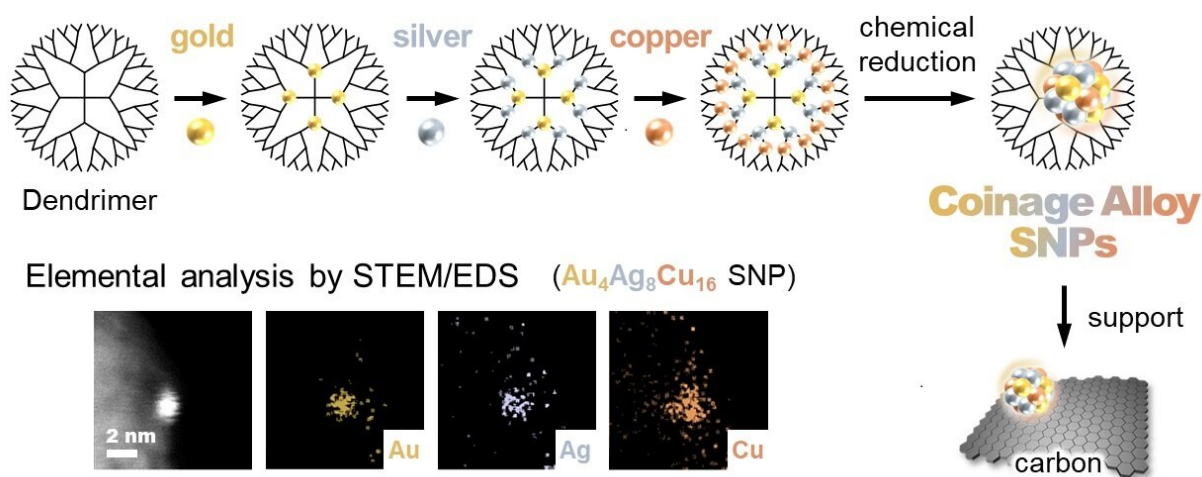 gold
silver
copper
chemical
reduction
Dendrimer
Coinage Alloy
SNPs
Elemental analysis by STEM/EDS (Au₄Ag₈Cu₁₆ SNP)
support
2 nm
Au
Ag
Cu
carbon